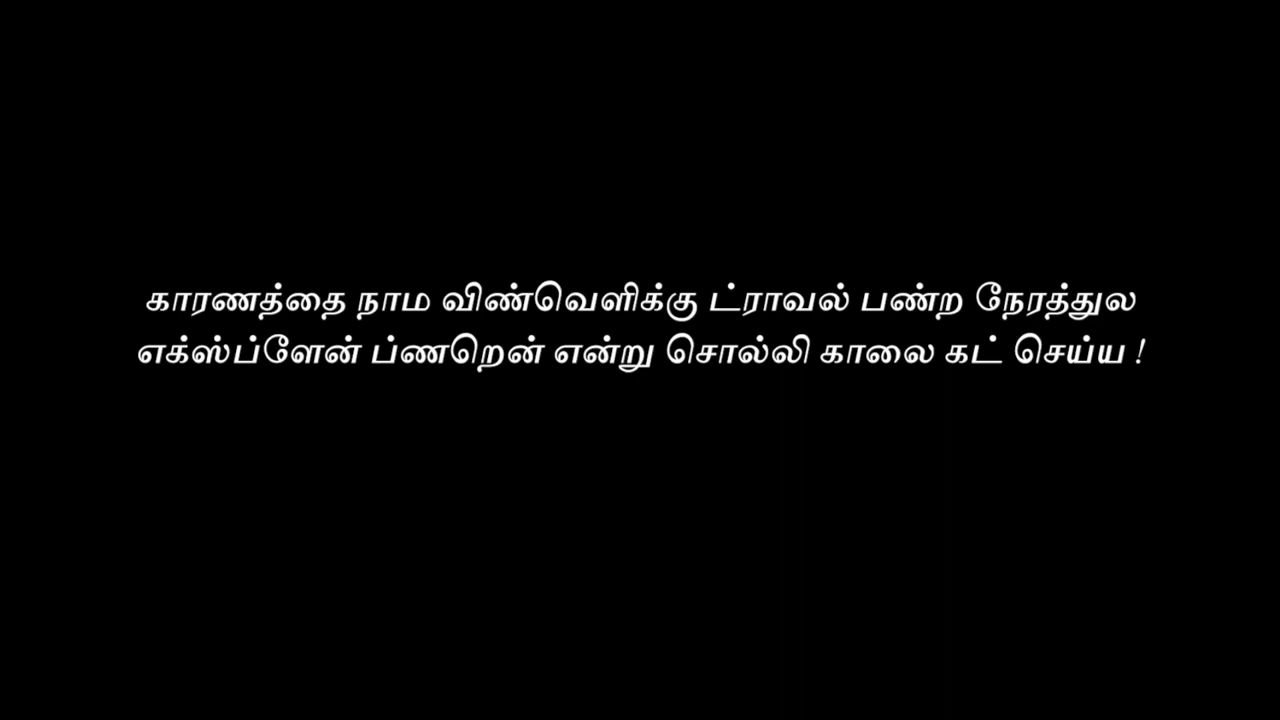 காரணத்தை நாம விண்வெளிக்கு ட்ராவல் பண்ற நேரத்துல
எக்ஸ்ப்ளேன் ப்ணறென் என்று சொல்லி காலை கட் செய்ய !